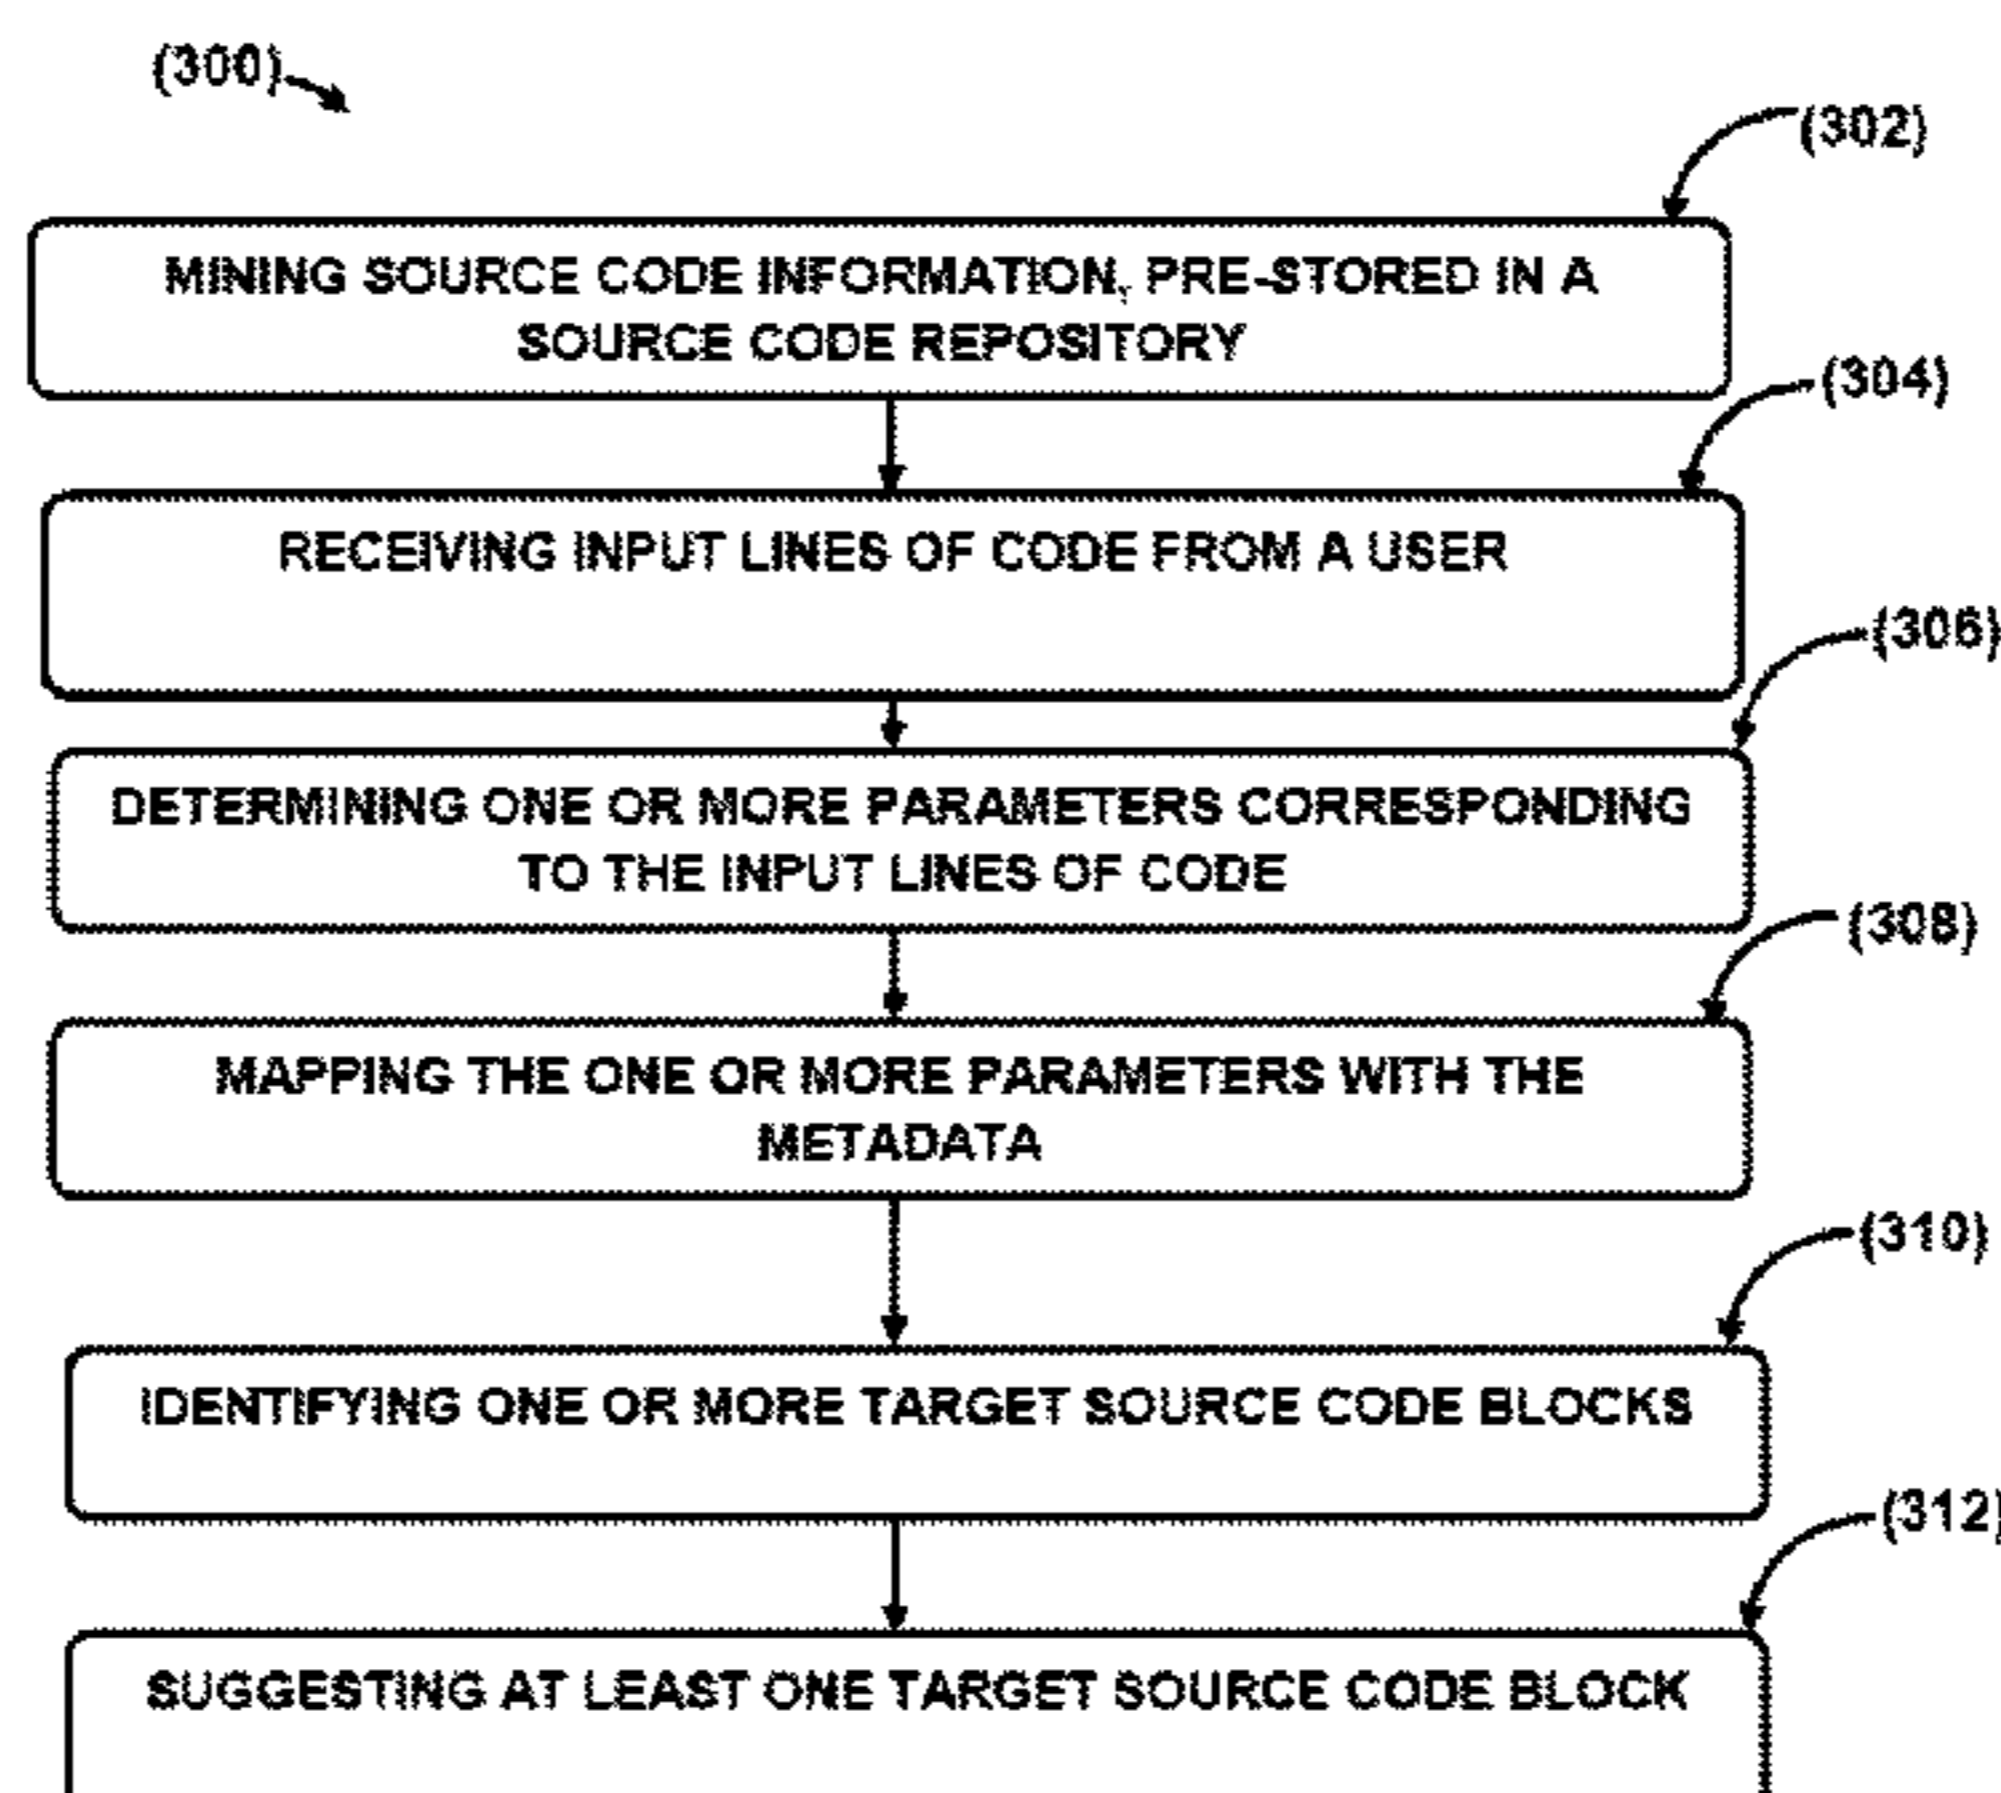 (300)
(302)
MINING SOURCE CODE INFORMATION, PRE-STORED IN A
SOURCE CODE REPOSITORY
(304)
RECEIVING INPUT LINES OF CODE FROM A USER
(306)
DETERMINING ONE OR MORE PARAMETERS CORRESPONDING
TO THE INPUT LINES OF CODE
(308)
MAPPING THE ONE OR MORE PARAMETERS WITH THE
METADATA
(310)
IDENTIFYING ONE OR MORE TARGET SOURCE CODE BLOCKS
(312)
SUGGESTING AT LEAST ONE TARGET SOURCE CODE BLOCK